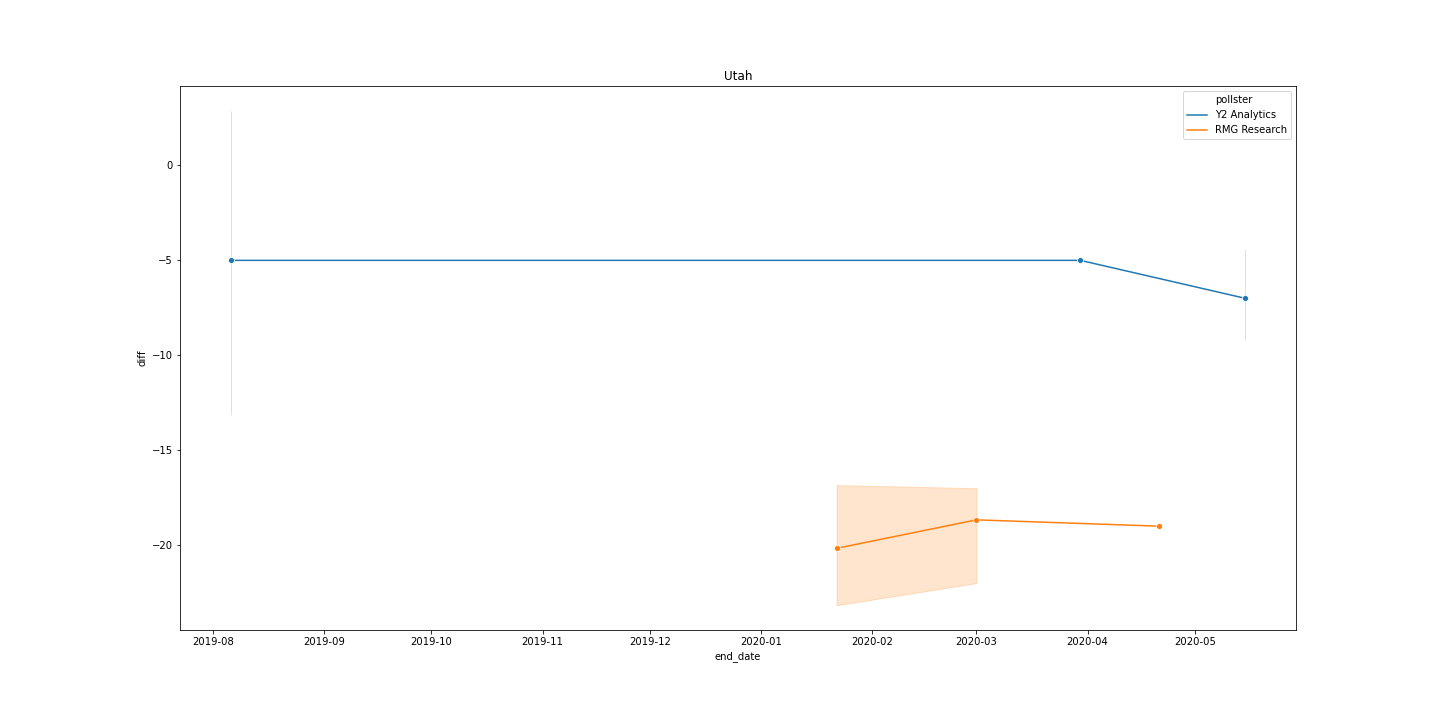 Utah
pollster
Y2 Analytics
RMG Research
diff
0
−5
−10
−15
−20
2019-08 2019-09 2019-10 2019-11 2019-12 2020-01 2020-02 2020-03 2020-04 2020-05
end_date